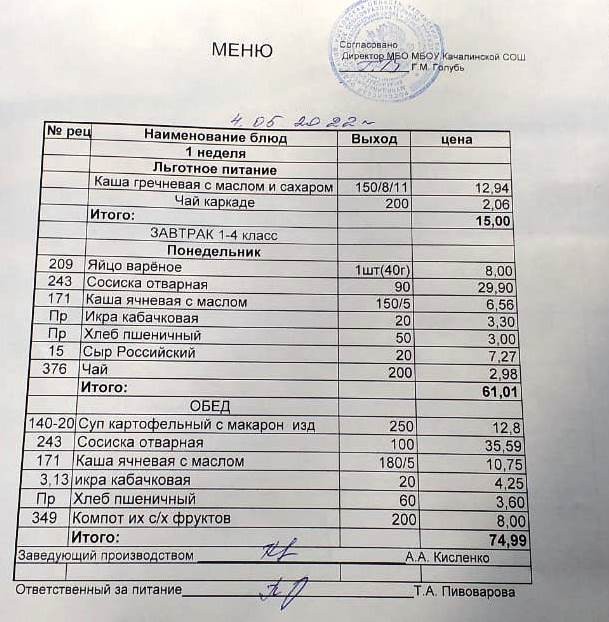 МЕНЮ
Согласовано
Директор МБО МБОУ Качалинской СОШ
Г.М. Голубь
4.05 2022г
№ рец Наименование блюд Выход цена
1 неделя
Льготное питание
Каша гречневая с маслом и сахаром 150/8/11 12,94
Чай каркаде 200 2,06
Итого: 15,00
ЗАВТРАК 1-4 класс
Понедельник
209 Яйцо варёное 1шт(40г) 8,00
243 Сосиска отварная 90 29,90
171 Каша ячневая с маслом 150/5 6,56
Пр Икра кабачковая 20 3,30
Пр Хлеб пшеничный 50 3,00
15 Сыр Российский 20 7,27
376 Чай 200 2,98
Итого: 61,01
ОБЕД
140-20 Суп картофельный с макарон изд 250 12,8
243 Сосиска отварная 100 35,59
171 Каша ячневая с маслом 180/5 10,75
3,13 икра кабачковая 20 4,25
Пр Хлеб пшеничный 60 3,60
349 Компот их с/х фруктов 200 8,00
Итого: 74,99
Заведующий производством А.А. Кисленко
Ответственный за питание Т.А. Пивоварова